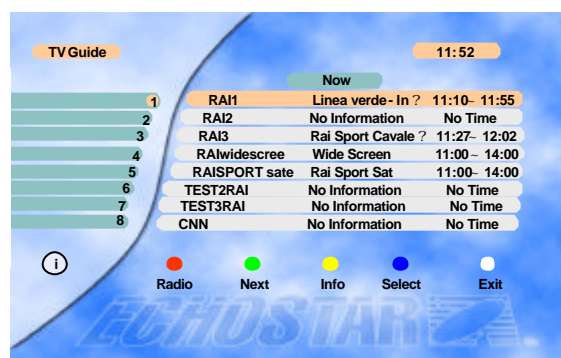 TV Guide 11:52
Now
1 RAI1 Linea verde - In ? 11:10~ 11:55
2 RAI2 No Information No Time
3 RAI3 Rai Sport Cavale ? 11:27~ 12:02
4 RAIwidescree Wide Screen 11:00 ~ 14:00
5 RAISPORT sate Rai Sport Sat 11:00~ 14:00
6 TEST2RAI No Information No Time
7 TEST3RAI No Information No Time
8 CNN No Information No Time
i
Radio Next Info Select Exit
ECHOSTAR